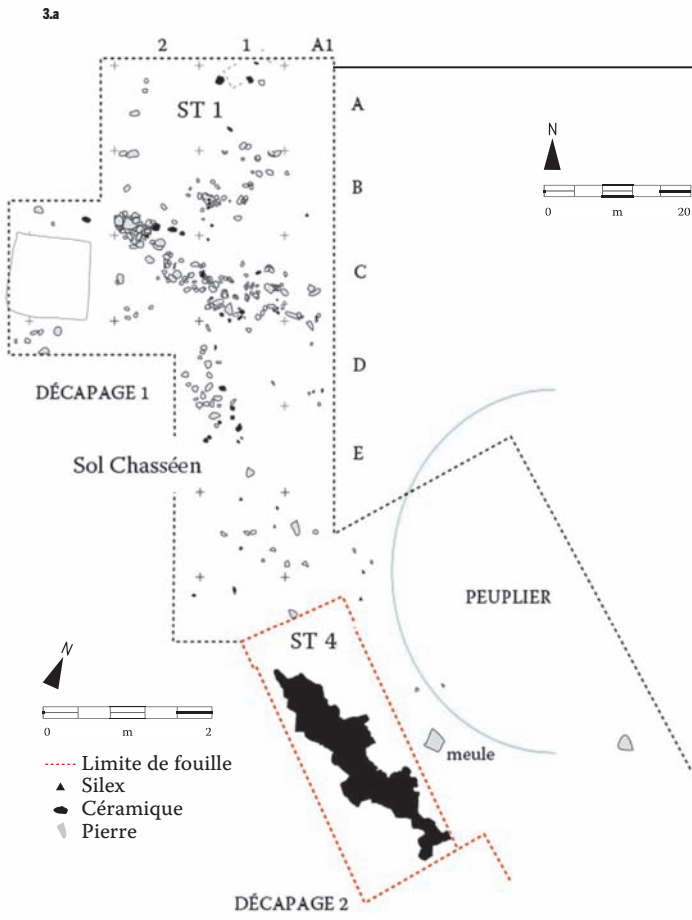 3.a
2 1 A1
ST 1
A
N
B
0 m 20
C
D
DÉCAPAGE 1
E
Sol Chasséen
PEUPLIER
ST 4
N
0 m 2
meule
Limite de fouille
Silex
Céramique
Pierre
DÉCAPAGE 2